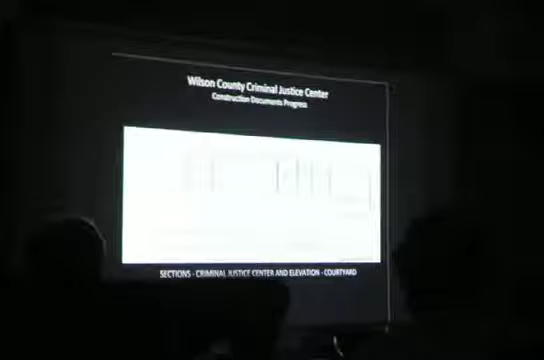 Wilson County Criminal Justice Center
Construction Documents Progress
SECTIONS - CRIMINAL JUSTICE CENTER AND ELEVATION - COURTYARD